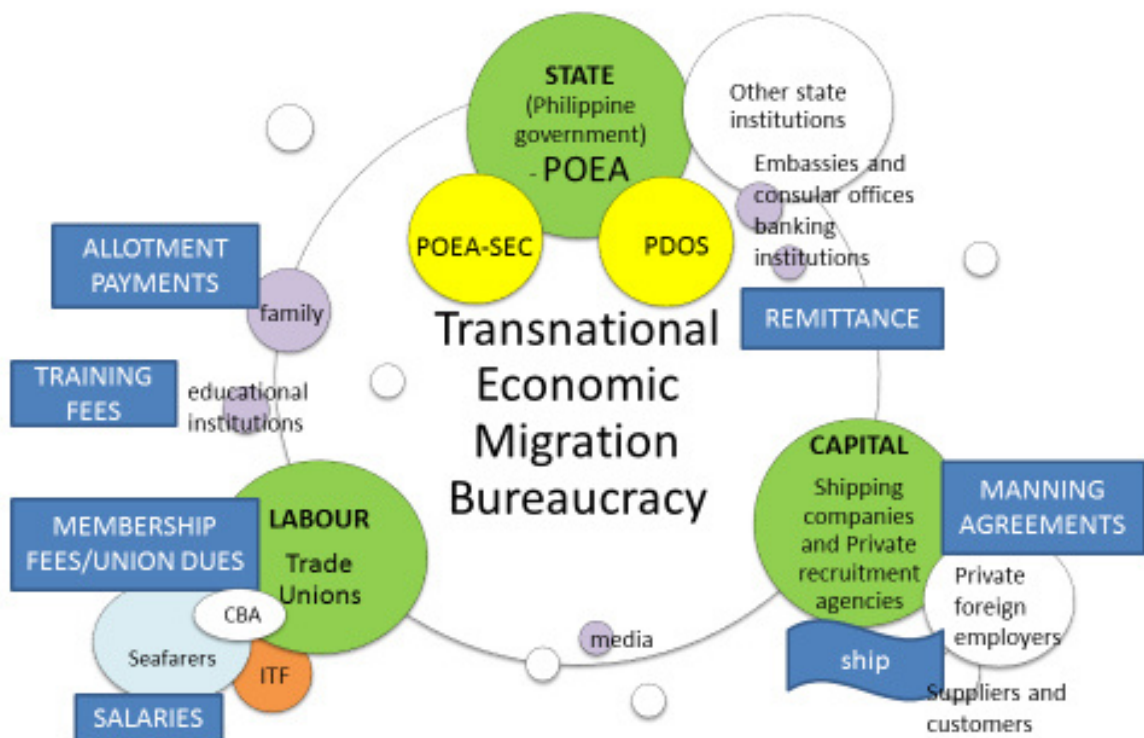 STATE
(Philippine
government)
- POEA
Other state
institutions
Embassies and
consular offices
banking
institutions
POEA-SEC
PDOS
ALLOTMENT
PAYMENTS
family
REMITTANCE
Transnational
Economic
Migration
Bureaucracy
TRAINING
FEES
educational
institutions
CAPITAL
Shipping
companies
and Private
recruitment
agencies
MANNING
AGREEMENTS
MEMBERSHIP
FEES/UNION DUES
LABOUR
Trade
Unions
CBA
Seafarers
ITF
SALARIES
media
Private
foreign
employers
ship
Suppliers and
customers